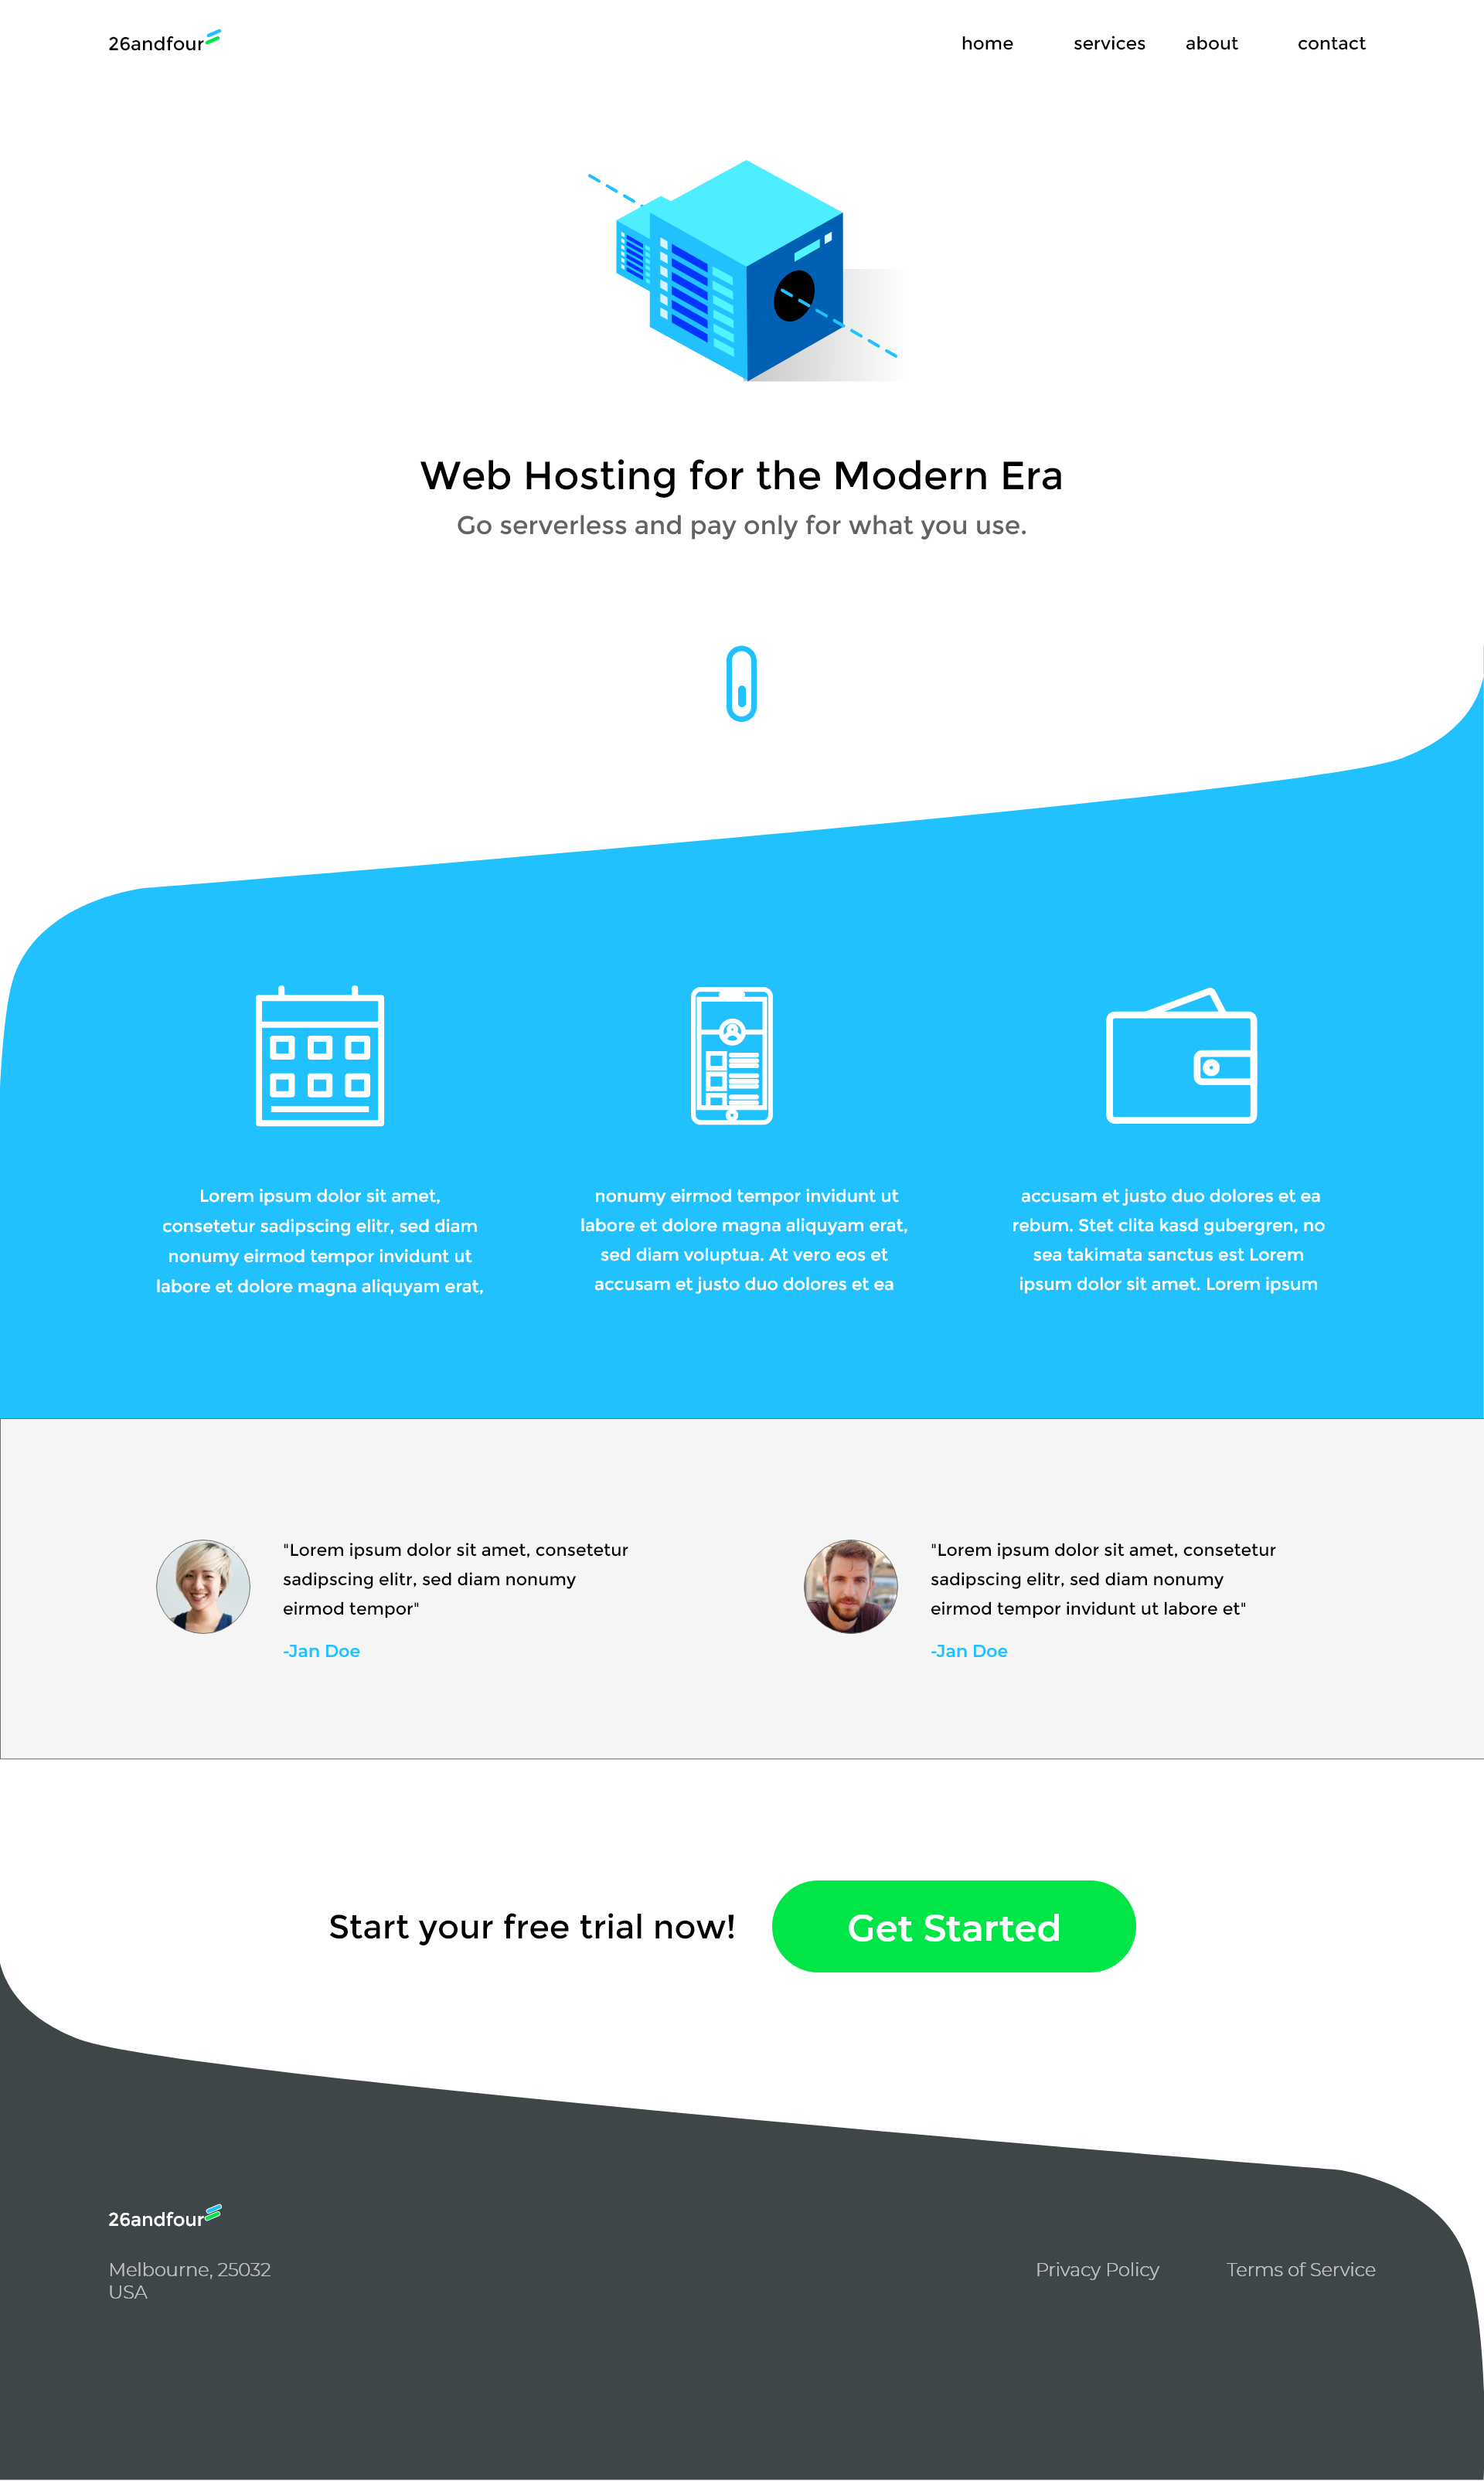 26andfour
home services about contact
Web Hosting for the Modern Era
Go serverless and pay only for what you use.
Lorem ipsum dolor sit amet,
consetetur sadipscing elitr, sed diam
nonumy eirmod tempor invidunt ut
labore et dolore magna aliquyam erat,
nonumy eirmod tempor invidunt ut
labore et dolore magna aliquyam erat,
sed diam voluptua. At vero eos et
accusam et justo duo dolores et ea
accusam et justo duo dolores et ea
rebum. Stet clita kasd gubergren, no
sea takimata sanctus est Lorem
ipsum dolor sit amet. Lorem ipsum
"Lorem ipsum dolor sit amet, consetetur
sadipscing elitr, sed diam nonumy
eirmod tempor"
-Jan Doe
"Lorem ipsum dolor sit amet, consetetur
sadipscing elitr, sed diam nonumy
eirmod tempor invidunt ut labore et"
-Jan Doe
Start your free trial now!
Get Started
26andfour
Melbourne, 25032
USA
Privacy Policy
Terms of Service